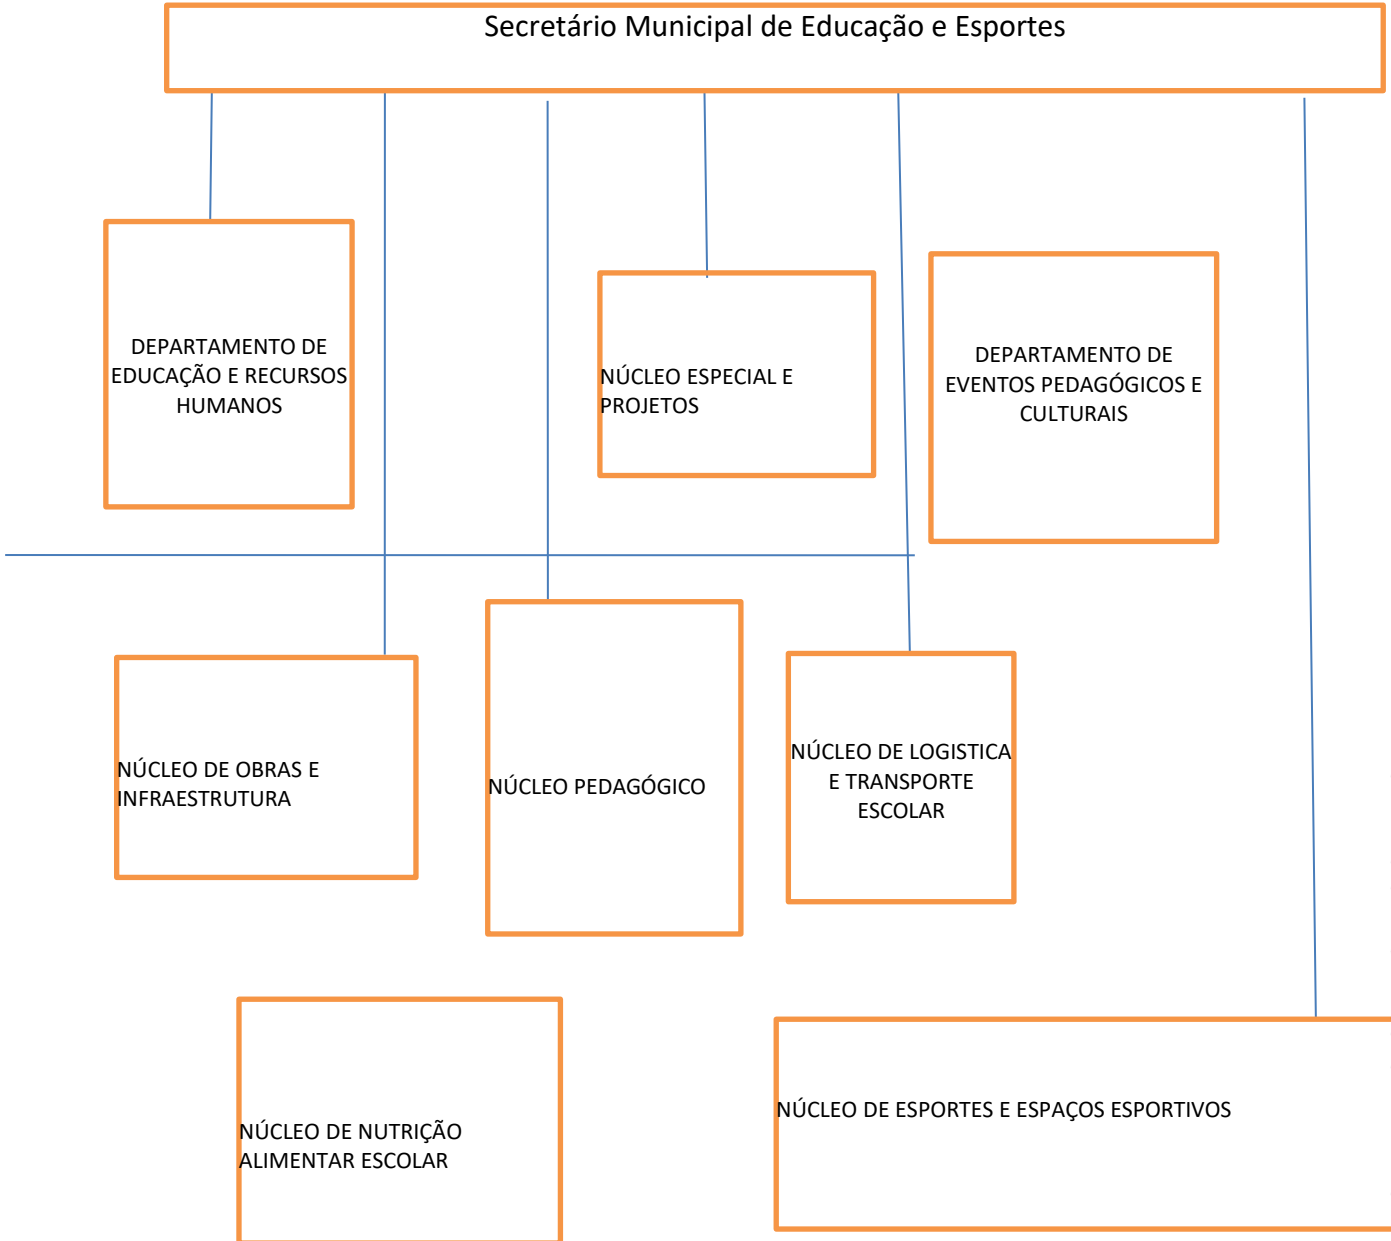 Secretário Municipal de Educação e Esportes
DEPARTAMENTO DE
EDUCAÇÃO E RECURSOS
HUMANOS
NÚCLEO ESPECIAL E
PROJETOS
DEPARTAMENTO DE
EVENTOS PEDAGÓGICOS E
CULTURAIS
NÚCLEO DE OBRAS E
INFRAESTRUTURA
NÚCLEO PEDAGÓGICO
NÚCLEO DE LOGISTICA
E TRANSPORTE
ESCOLAR
NÚCLEO DE NUTRIÇÃO
ALIMENTAR ESCOLAR
NÚCLEO DE ESPORTES E ESPAÇOS ESPORTIVOS